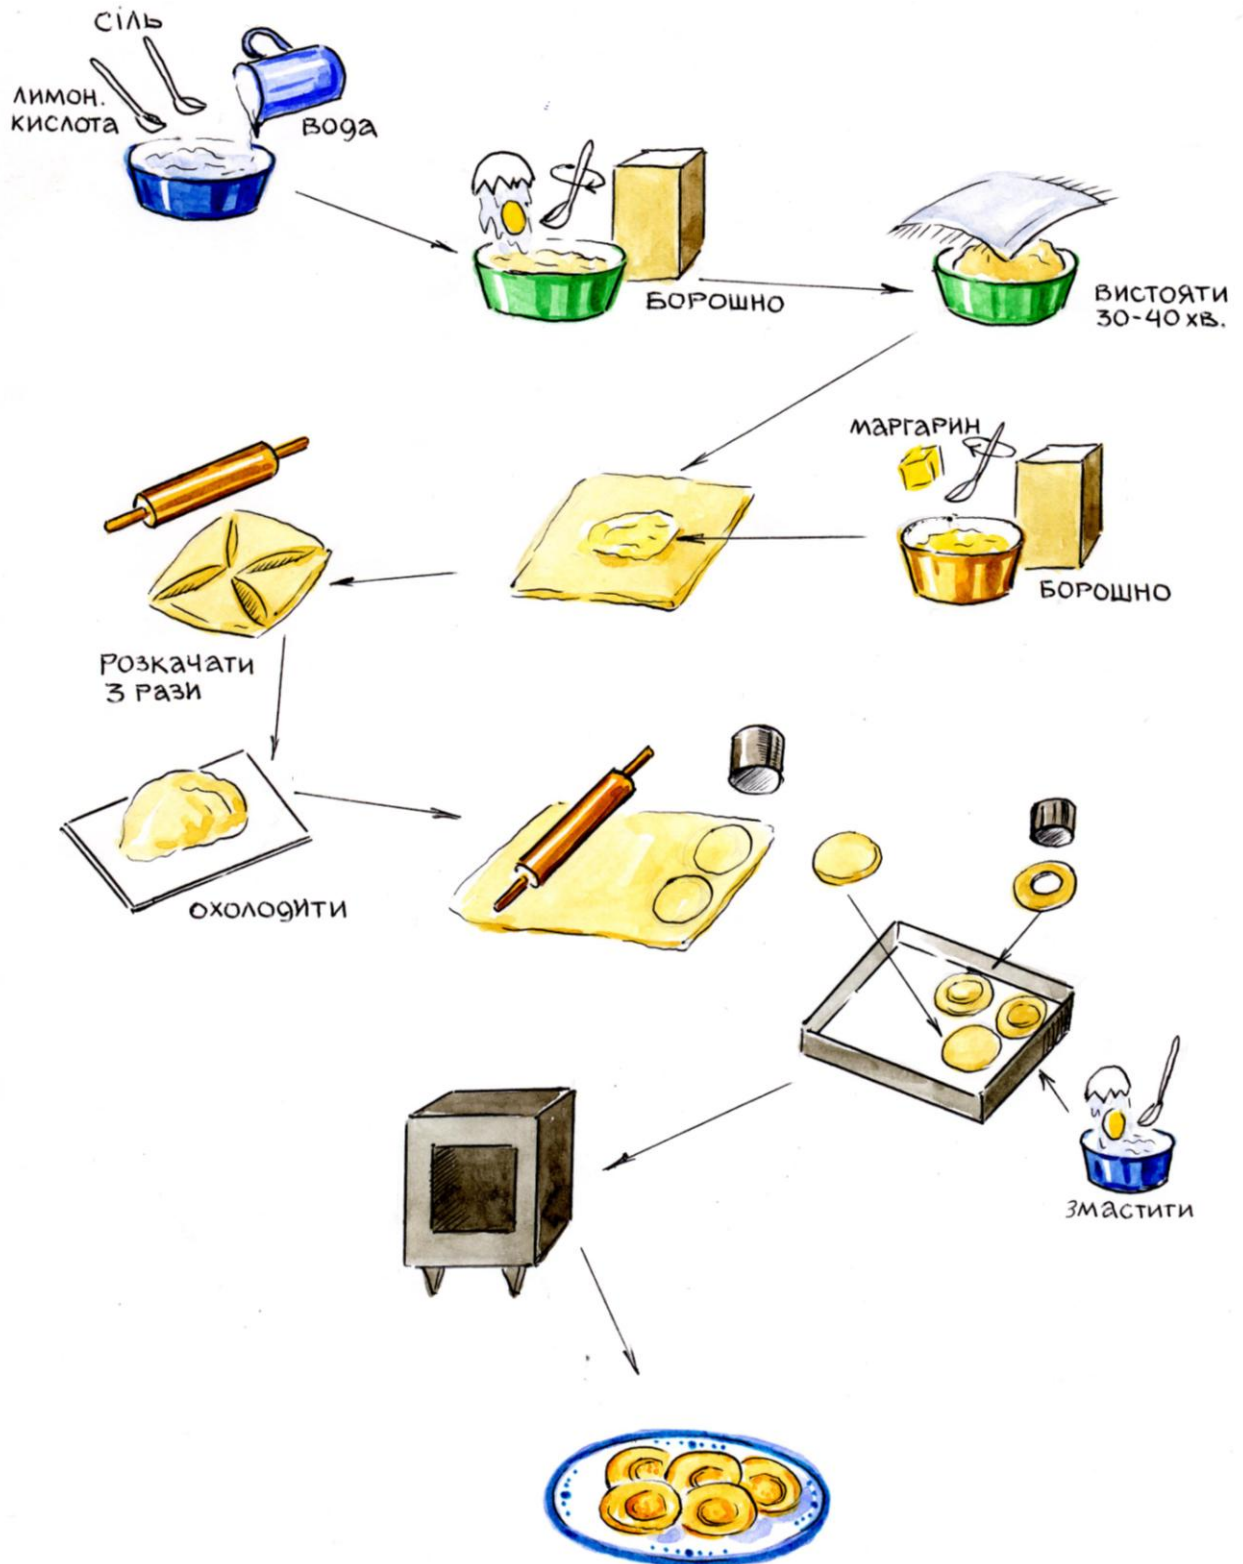 СІЛЬ
ЛИМОН.
КИСЛОТА
ВОДА
БОРОШНО
ВИСТОЯТИ
30-40 ХВ.
МАРГАРИН
БОРОШНО
РОЗКАЧАТИ
3 РАЗИ
ОХОЛОДИТИ
ЗМАСТИТИ